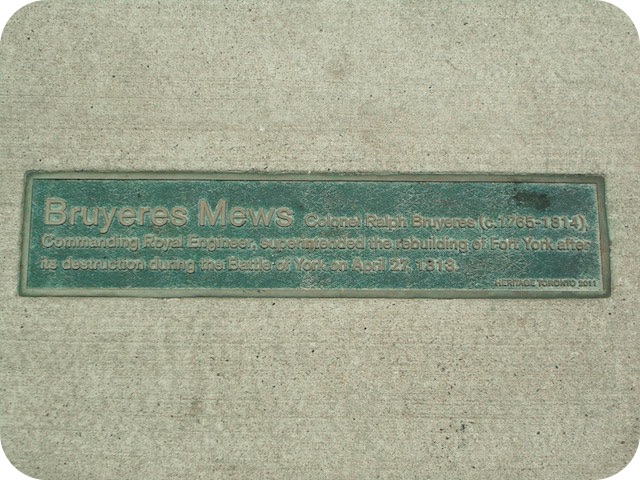 Bruyeres Mews Colonel Ralph Bruyeres (c.1765-1814),
Commanding Royal Engineer, superintended the rebuilding of Fort York after
its destruction during the Battle of York on April 27, 1813.
HERITAGE TORONTO 2011